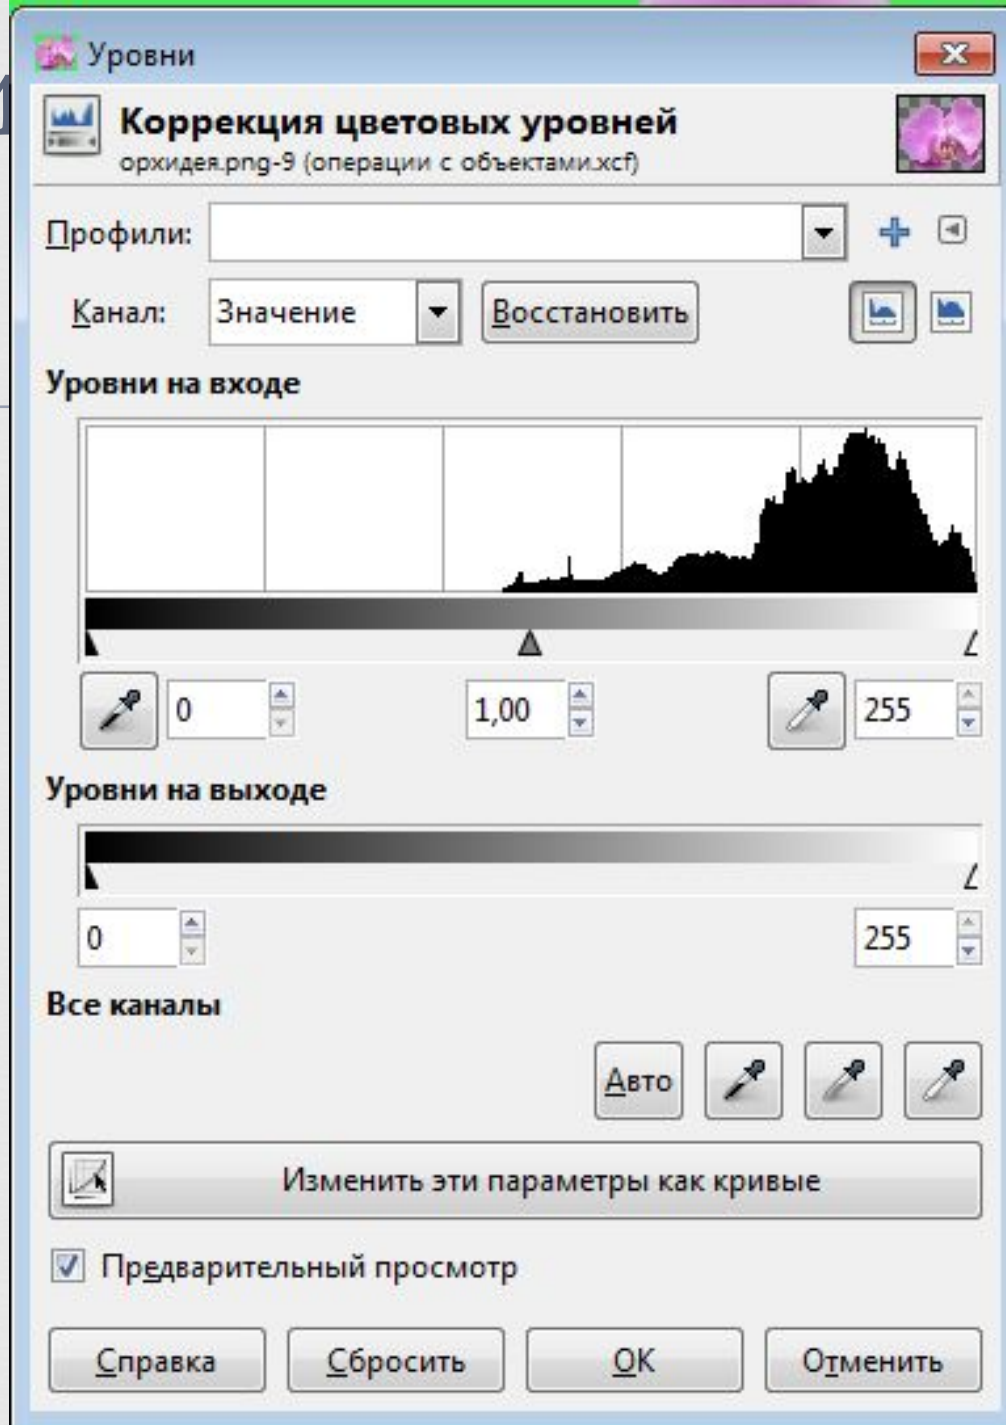 Уровни
Коррекция цветовых уровней
орхидея.png-9 (операции с объектами.xcf)
Профили:
Канал: Значение Восстановить
Уровни на входе
0 1,00 255
Уровни на выходе
0 255
Все каналы
Авто
Изменить эти параметры как кривые
Предварительный просмотр
Справка Сбросить OK Отменить